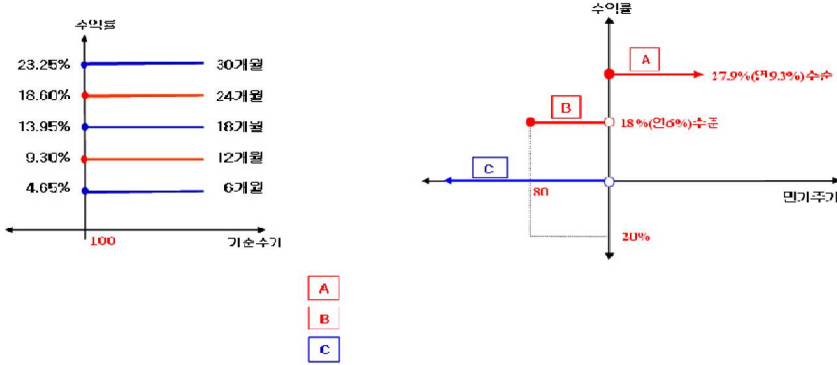 수익률
23.25% 30개월
18.60% 24개월
13.95% 18개월
9.30% 12개월
4.65% 6개월
100
기준주가
수익률
A
27.9%(연9.3%)수준
B
18%(연6%)수준
C
80
만기주가
20%
A
B
C